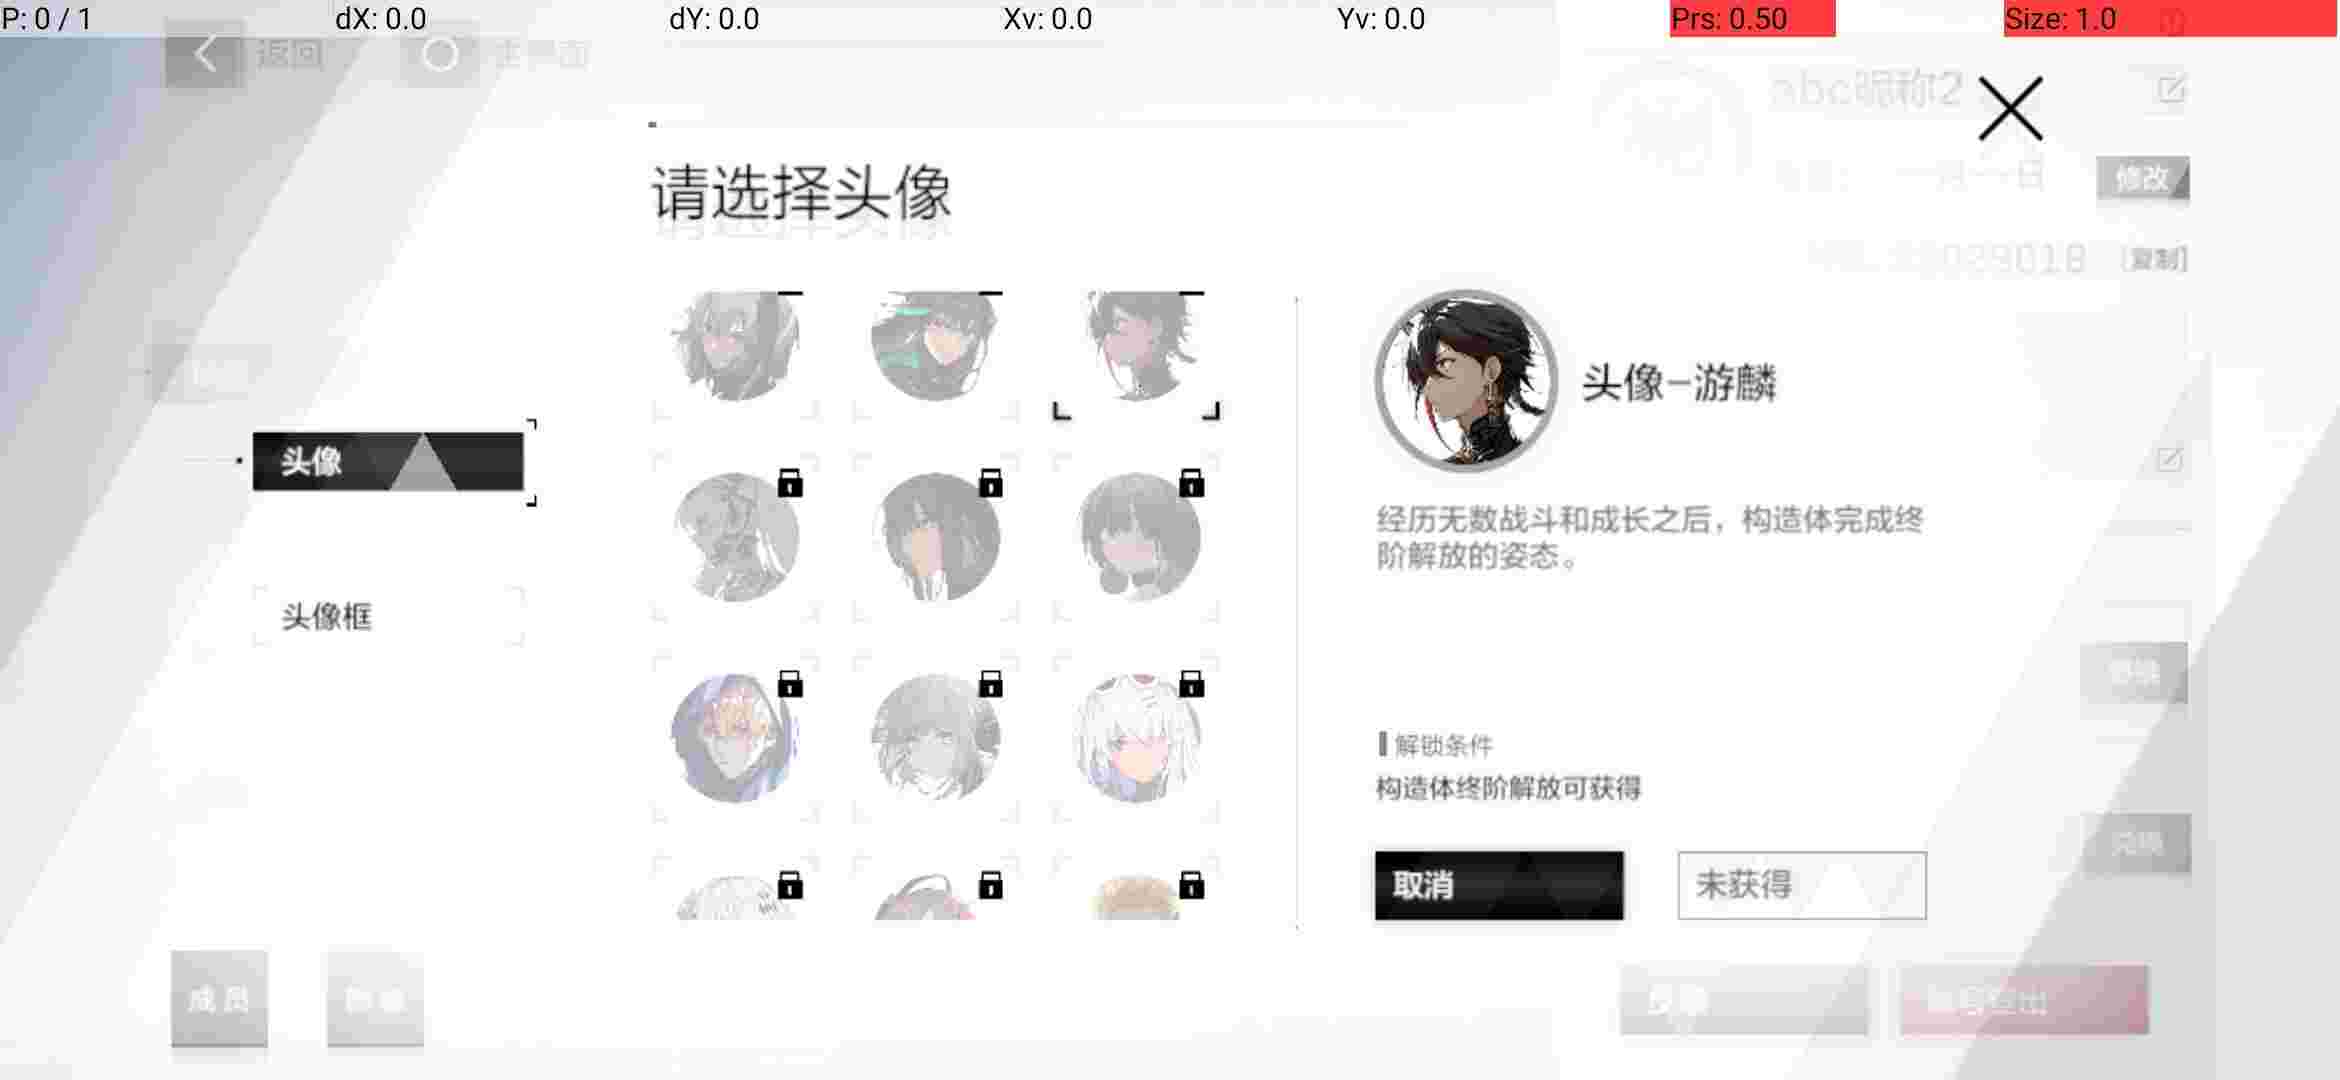 P: 0 / 1
dX: 0.0
dY: 0.0
Xv: 0.0
Yv: 0.0
Prs: 0.50
Size: 1.0
返回
主界面
abc昵称2
修改
请选择头像
[复制]
头像
头像框
头像-游麟
经历无数战斗和成长之后，构造体完成终
阶解放的姿态。
解锁条件
构造体终阶解放可获得
取消
未获得
成员